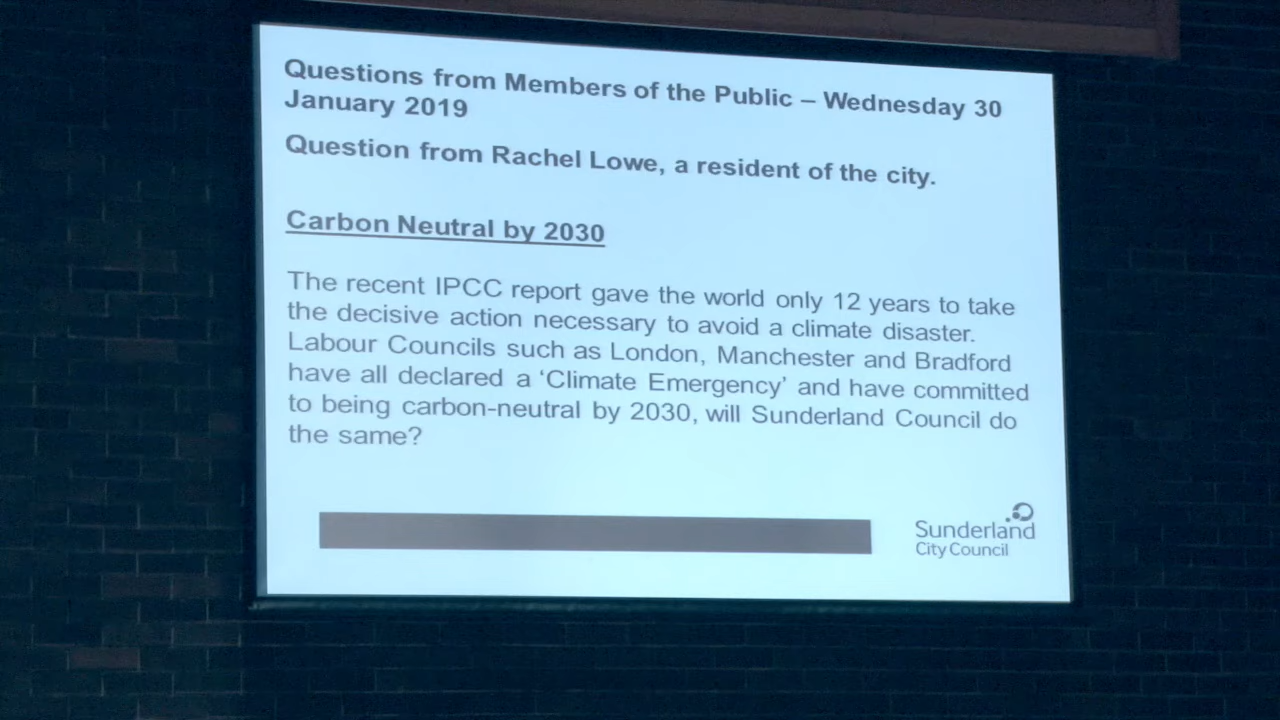 Questions from Members of the Public – Wednesday 30
January 2019
Question from Rachel Lowe, a resident of the city.
Carbon Neutral by 2030
The recent IPCC report gave the world only 12 years to take
the decisive action necessary to avoid a climate disaster.
Labour Councils such as London, Manchester and Bradford
have all declared a ‘Climate Emergency’ and have committed
to being carbon-neutral by 2030, will Sunderland Council do
the same?
Sunderland
City Council